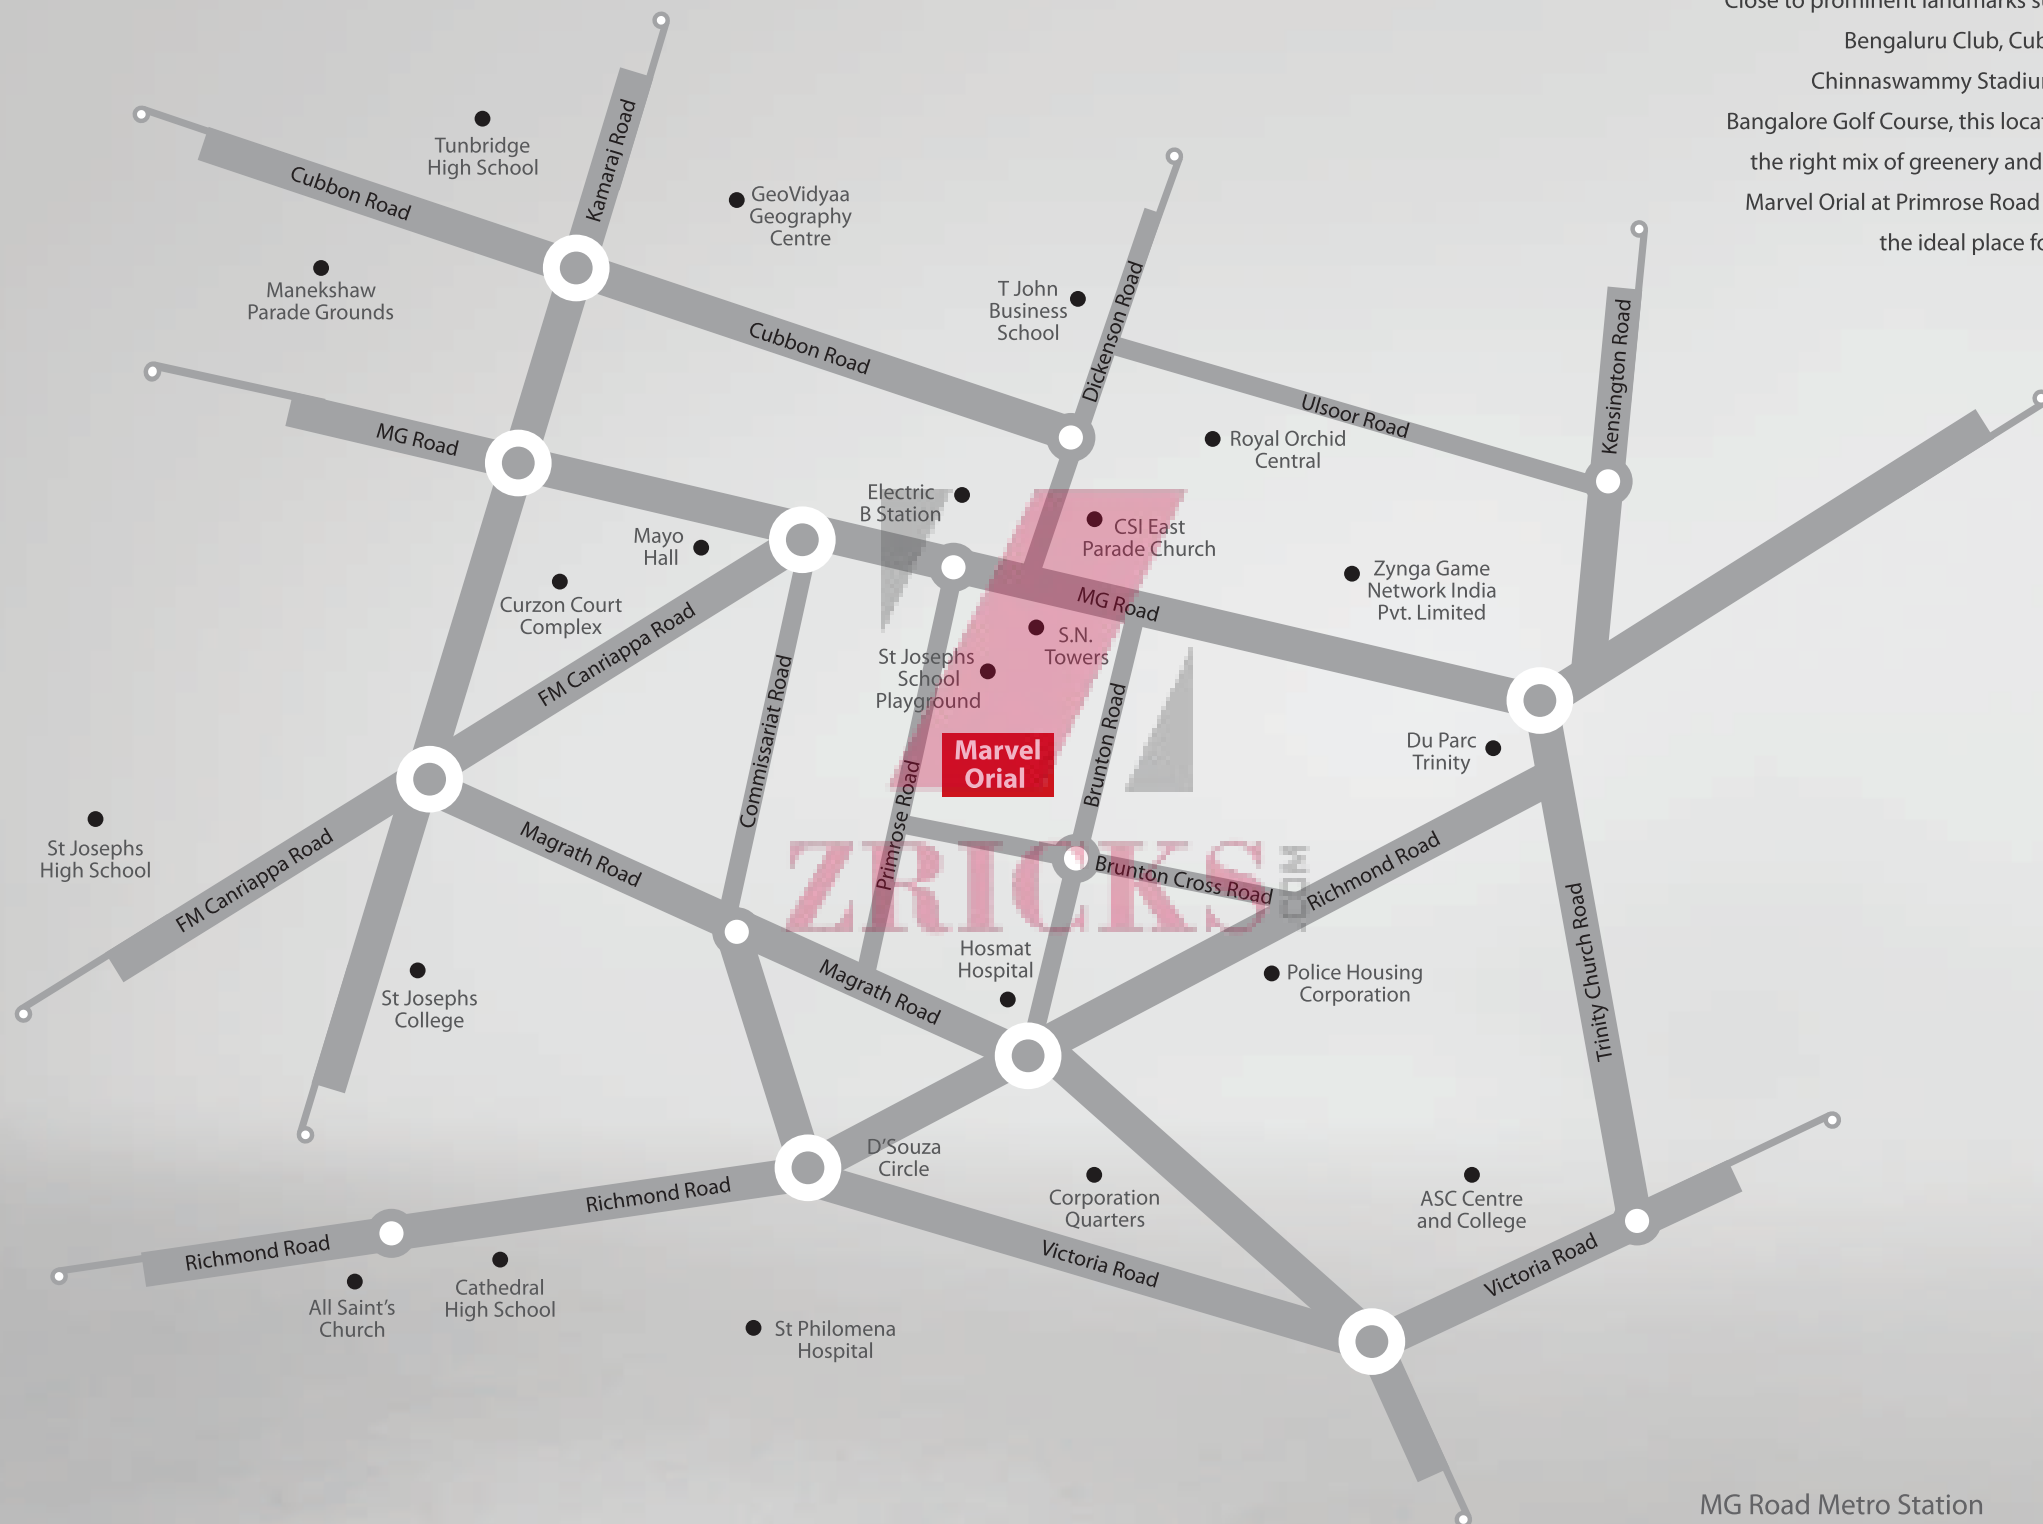 Close to prominent landmarks
Bengaluru Club,
Chinnaswammy
Bangalore Golf Course, this
the right mix of greenery and
Marvel Orial at Primrose Road
the ideal place
Kamaraj Road
Tunbridge
High School
Cubbon Road
GeoVidyaa
Geography
Centre
Manekshaw
Parade Grounds
Cubbon Road
T John
Business
School
Dickenson Road
Ulsoor Road
Kensington Road
MG Road
Royal Orchid
Central
Electric
B Station
Mayo
Hall
CSI East
Parade Church
Curzon Court
Complex
Zynga Game
Network India
Pvt. Limited
MG Road
FM Canriappa Road
S.N.
Towers
St Josephs
School
Playground
Commissariat Road
Brunton Road
Marvel
Orial
Du Parc
Trinity
Primrose Road
St Josephs
High School
FM Canriappa Road
Magrath Road
ZRICKS
.COM
Brunton Cross Road
Richmond Road
Trinity Church Road
Hosmat
Hospital
Magrath Road
Police Housing
Corporation
St Josephs
College
D'Souza
Circle
Richmond Road
Corporation
Quarters
ASC Centre
and College
Richmond Road
Victoria Road
Victoria Road
All Saint's
Church
Cathedral
High School
St Philomena
Hospital
MG Road Metro Station